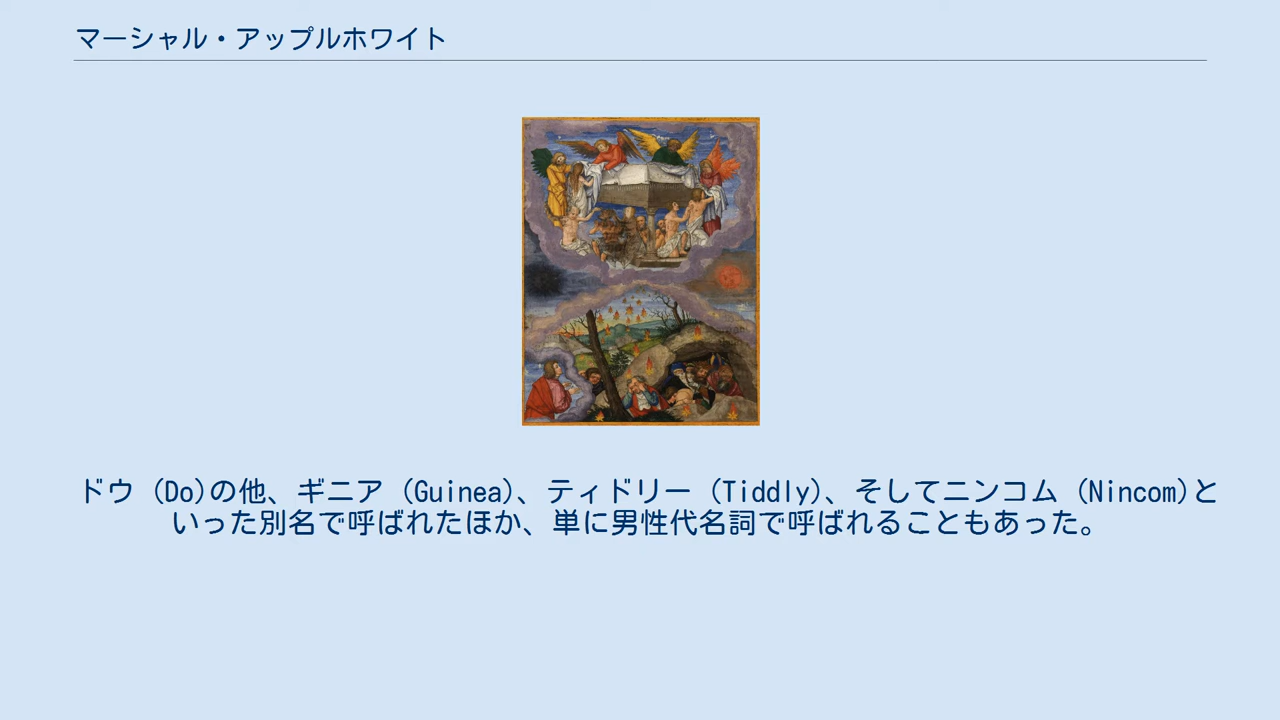 マーシャル・アップルホワイト
ドウ (Do)の他、ギニア (Guinea)、ティドリー (Tiddly)、そしてニンコム (Nincom)と
いった別名で呼ばれたほか、単に男性代名詞で呼ばれることもあった。